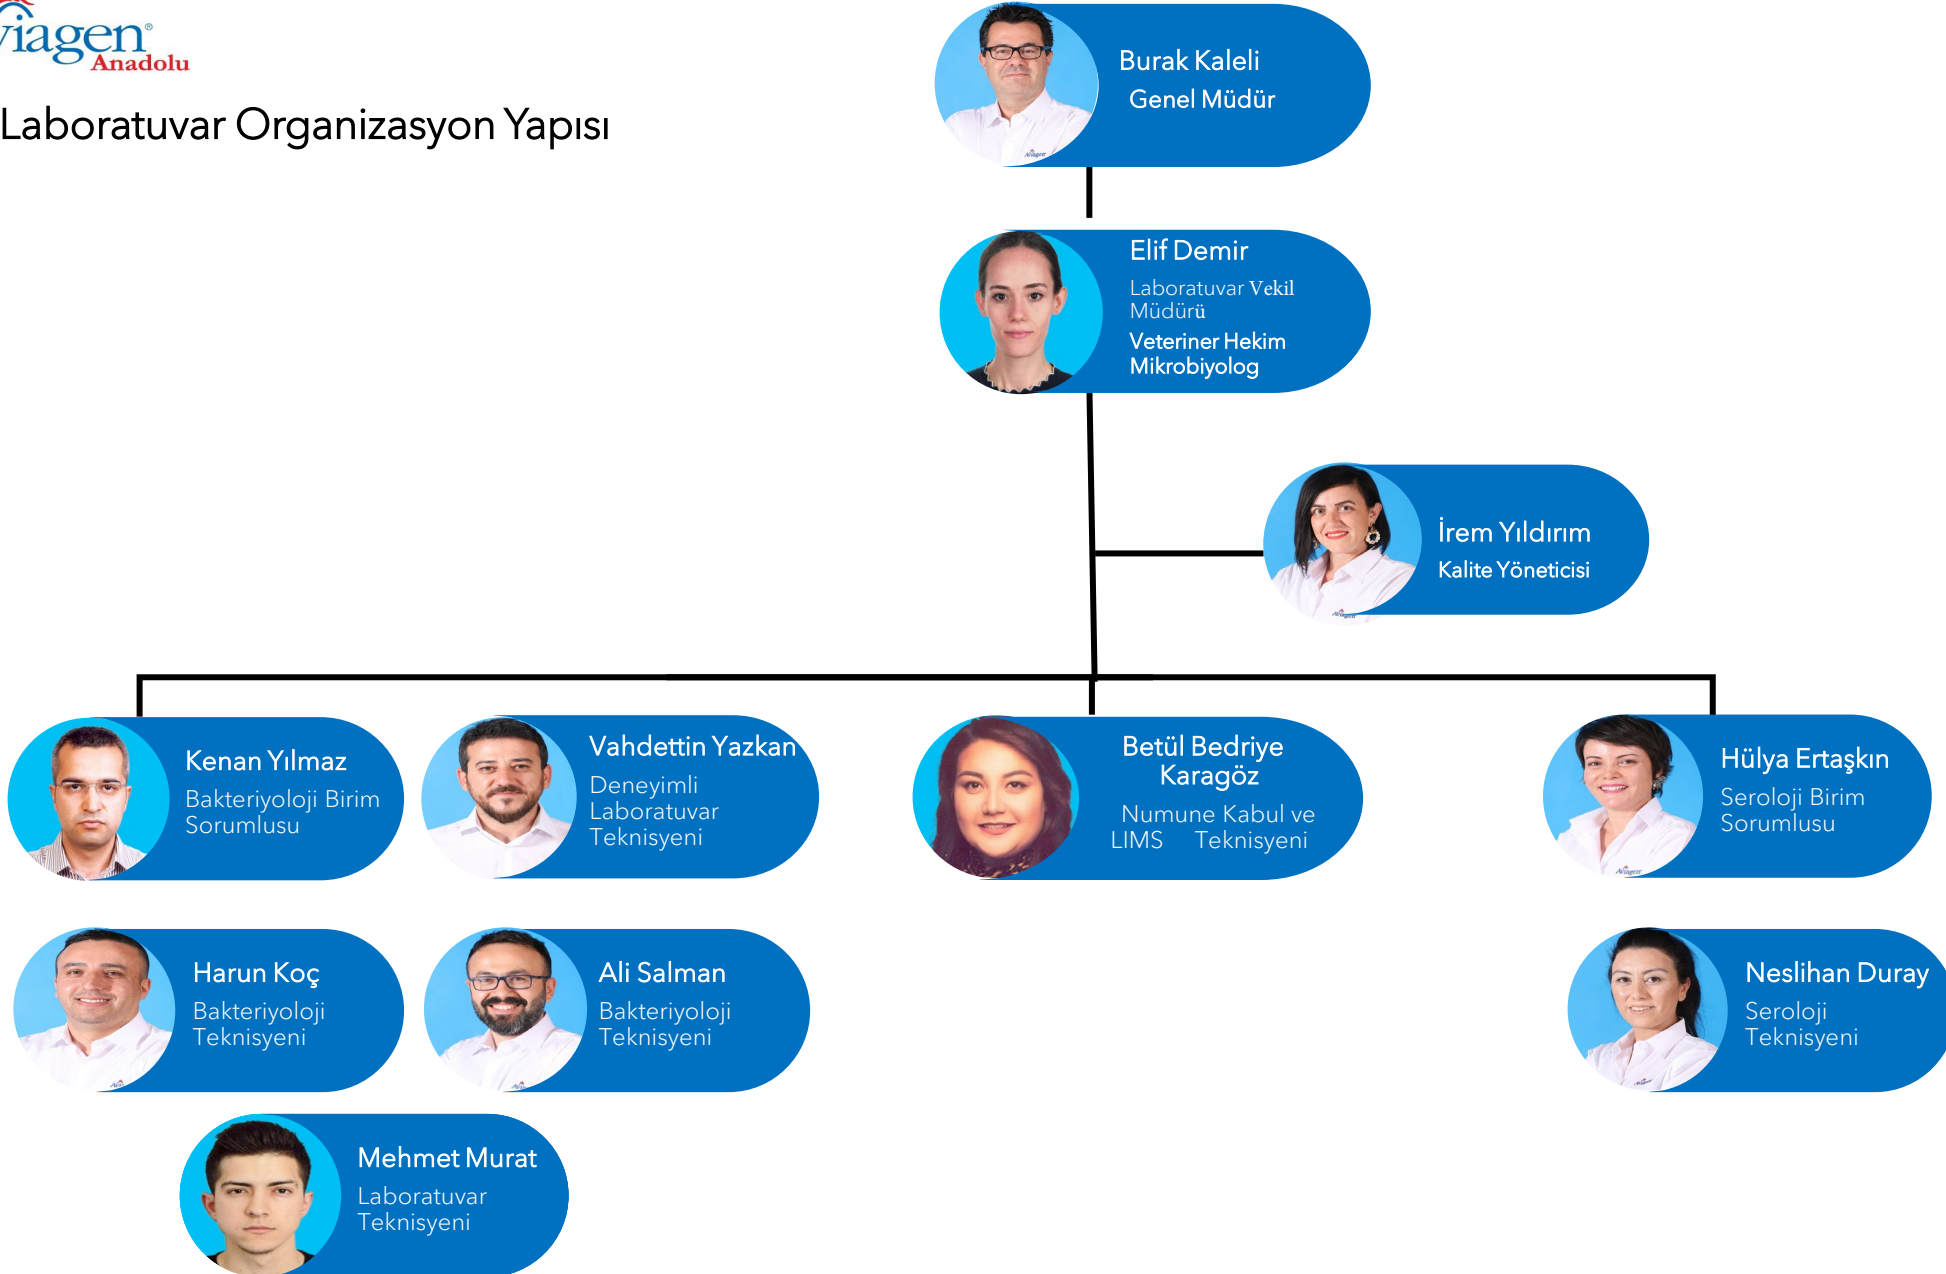 viagen®
Anadolu
Laboratuvar Organizasyon Yapısı
Burak Kaleli
Genel Müdür
Elif Demir
Laboratuvar Vekil
Müdürü
Veteriner Hekim
Mikrobiyolog
İrem Yıldırım
Kalite Yöneticisi
Kenan Yılmaz
Bakteriyoloji Birim
Sorumlusu
Vahdettin Yazkan
Deneyimli
Laboratuvar
Teknisyeni
Betül Bedriye
Karagöz
Numune Kabul ve
LIMS Teknisyeni
Hülya Ertaşkın
Seroloji Birim
Sorumlusu
Harun Koç
Bakteriyoloji
Teknisyeni
Ali Salman
Bakteriyoloji
Teknisyeni
Neslihan Duray
Seroloji
Teknisyeni
Mehmet Murat
Laboratuvar
Teknisyeni